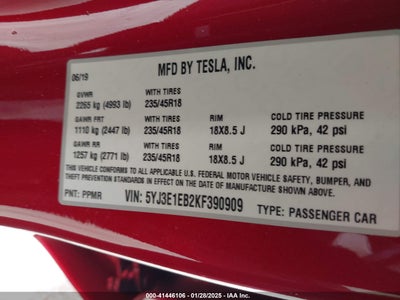 MFD BY TESLA, INC.
06/19
GVWR WITH TIRES
2265 kg (4993 lb) 235/45R18
GAWR FRT WITH TIRES RIM COLD TIRE PRESSURE
1110 kg (2447 lb) 235/45R18 18X8.5 J 290 kPa, 42 psi
GAWR RR WITH TIRES RIM COLD TIRE PRESSURE
1257 kg (2771 lb) 235/45R18 18X8.5 J 290 kPa, 42 psi
THIS VEHICLE CONFORMS TO ALL APPLICABLE U.S. FEDERAL MOTOR VEHICLE SAFETY, BUMPER, AND
THEFT PREVENTION STANDARDS IN EFFECT ON THE DATE OF MANUFACTURE SHOWN ABOVE.
PNT: PPMR VIN: 5YJ3E1EB2KF390909 TYPE: PASSENGER CAR
000-41446106 - 01/28/2025 - IAA Inc.